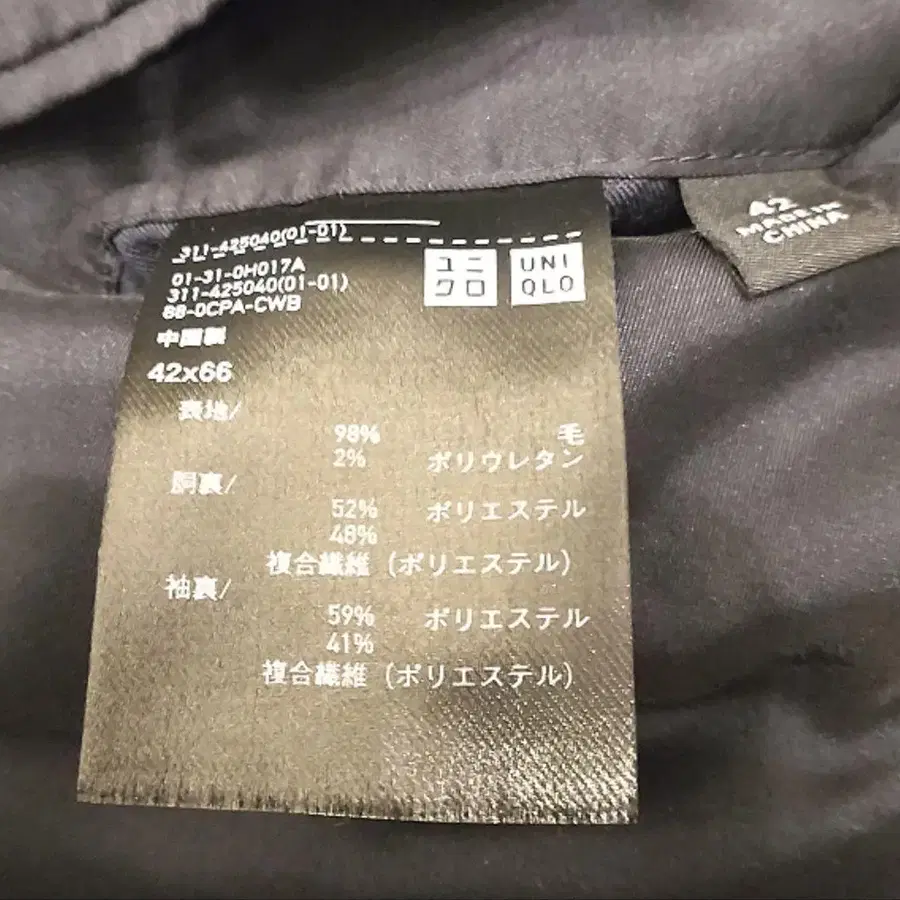 311-425040(01-01)
01-31-0H017A
311-425040(01-01)
88-0CPA-CWB
ユニ
クロ
UNI
QLO
中国製
42x66
表地/
98% 毛
2% ポリウレタン
胴裏/
52% ポリエステル
48%
複合繊維 (ポリエステル)
袖裏/
59% ポリエステル
41%
複合繊維 (ポリエステル)
42
MADE IN
CHINA